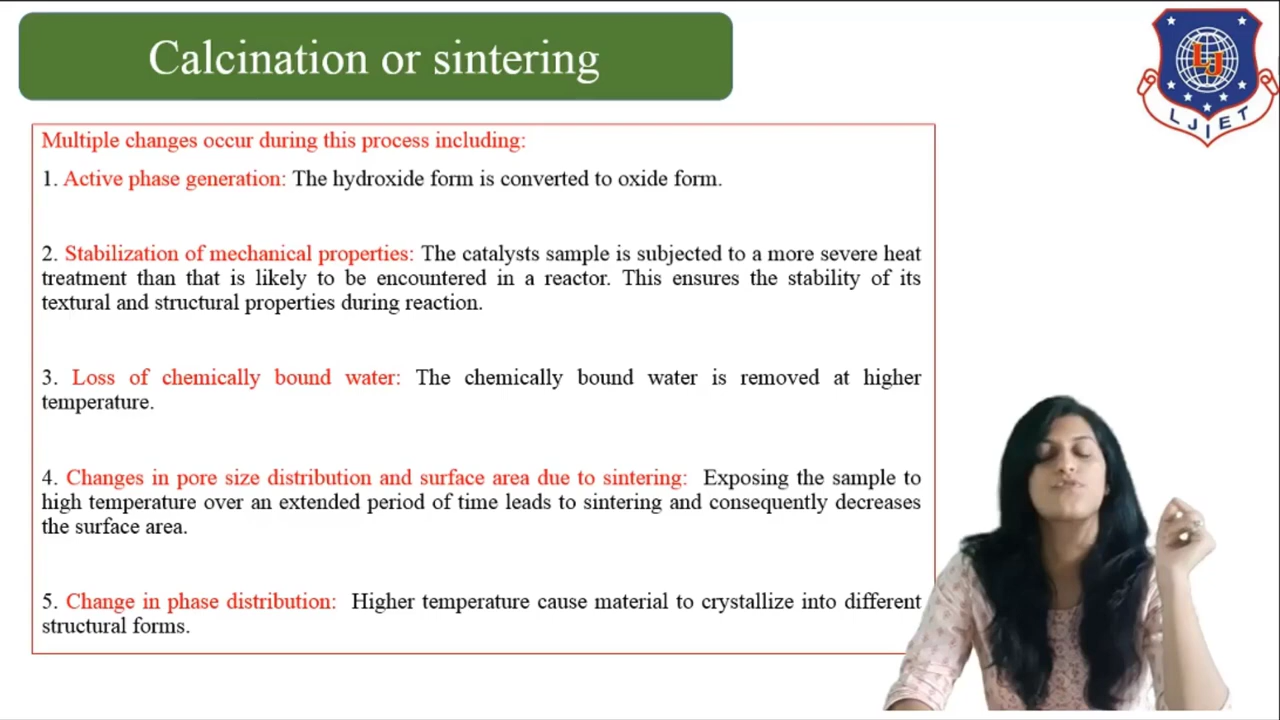 Calcination or sintering
LJ
LJIET
Multiple changes occur during this process including:
1. Active phase generation: The hydroxide form is converted to oxide form.
2. Stabilization of mechanical properties: The catalysts sample is subjected to a more severe heat
treatment than that is likely to be encountered in a reactor. This ensures the stability of its
textural and structural properties during reaction.
3. Loss of chemically bound water: The chemically bound water is removed at higher
temperature.
4. Changes in pore size distribution and surface area due to sintering: Exposing the sample to
high temperature over an extended period of time leads to sintering and consequently decreases
the surface area.
5. Change in phase distribution: Higher temperature cause material to crystallize into different
structural forms.